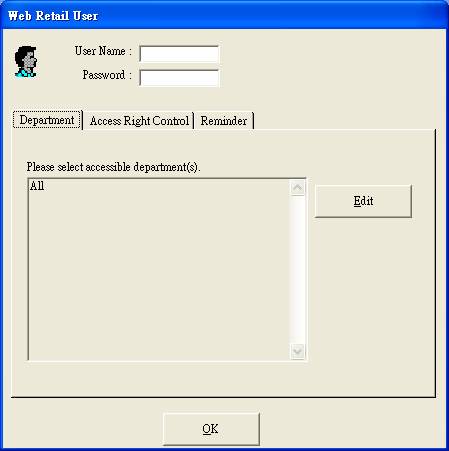 Web Retail User
User Name :
Password :
Department Access Right Control Reminder
Please select accessible department(s).
All
Edit
OK